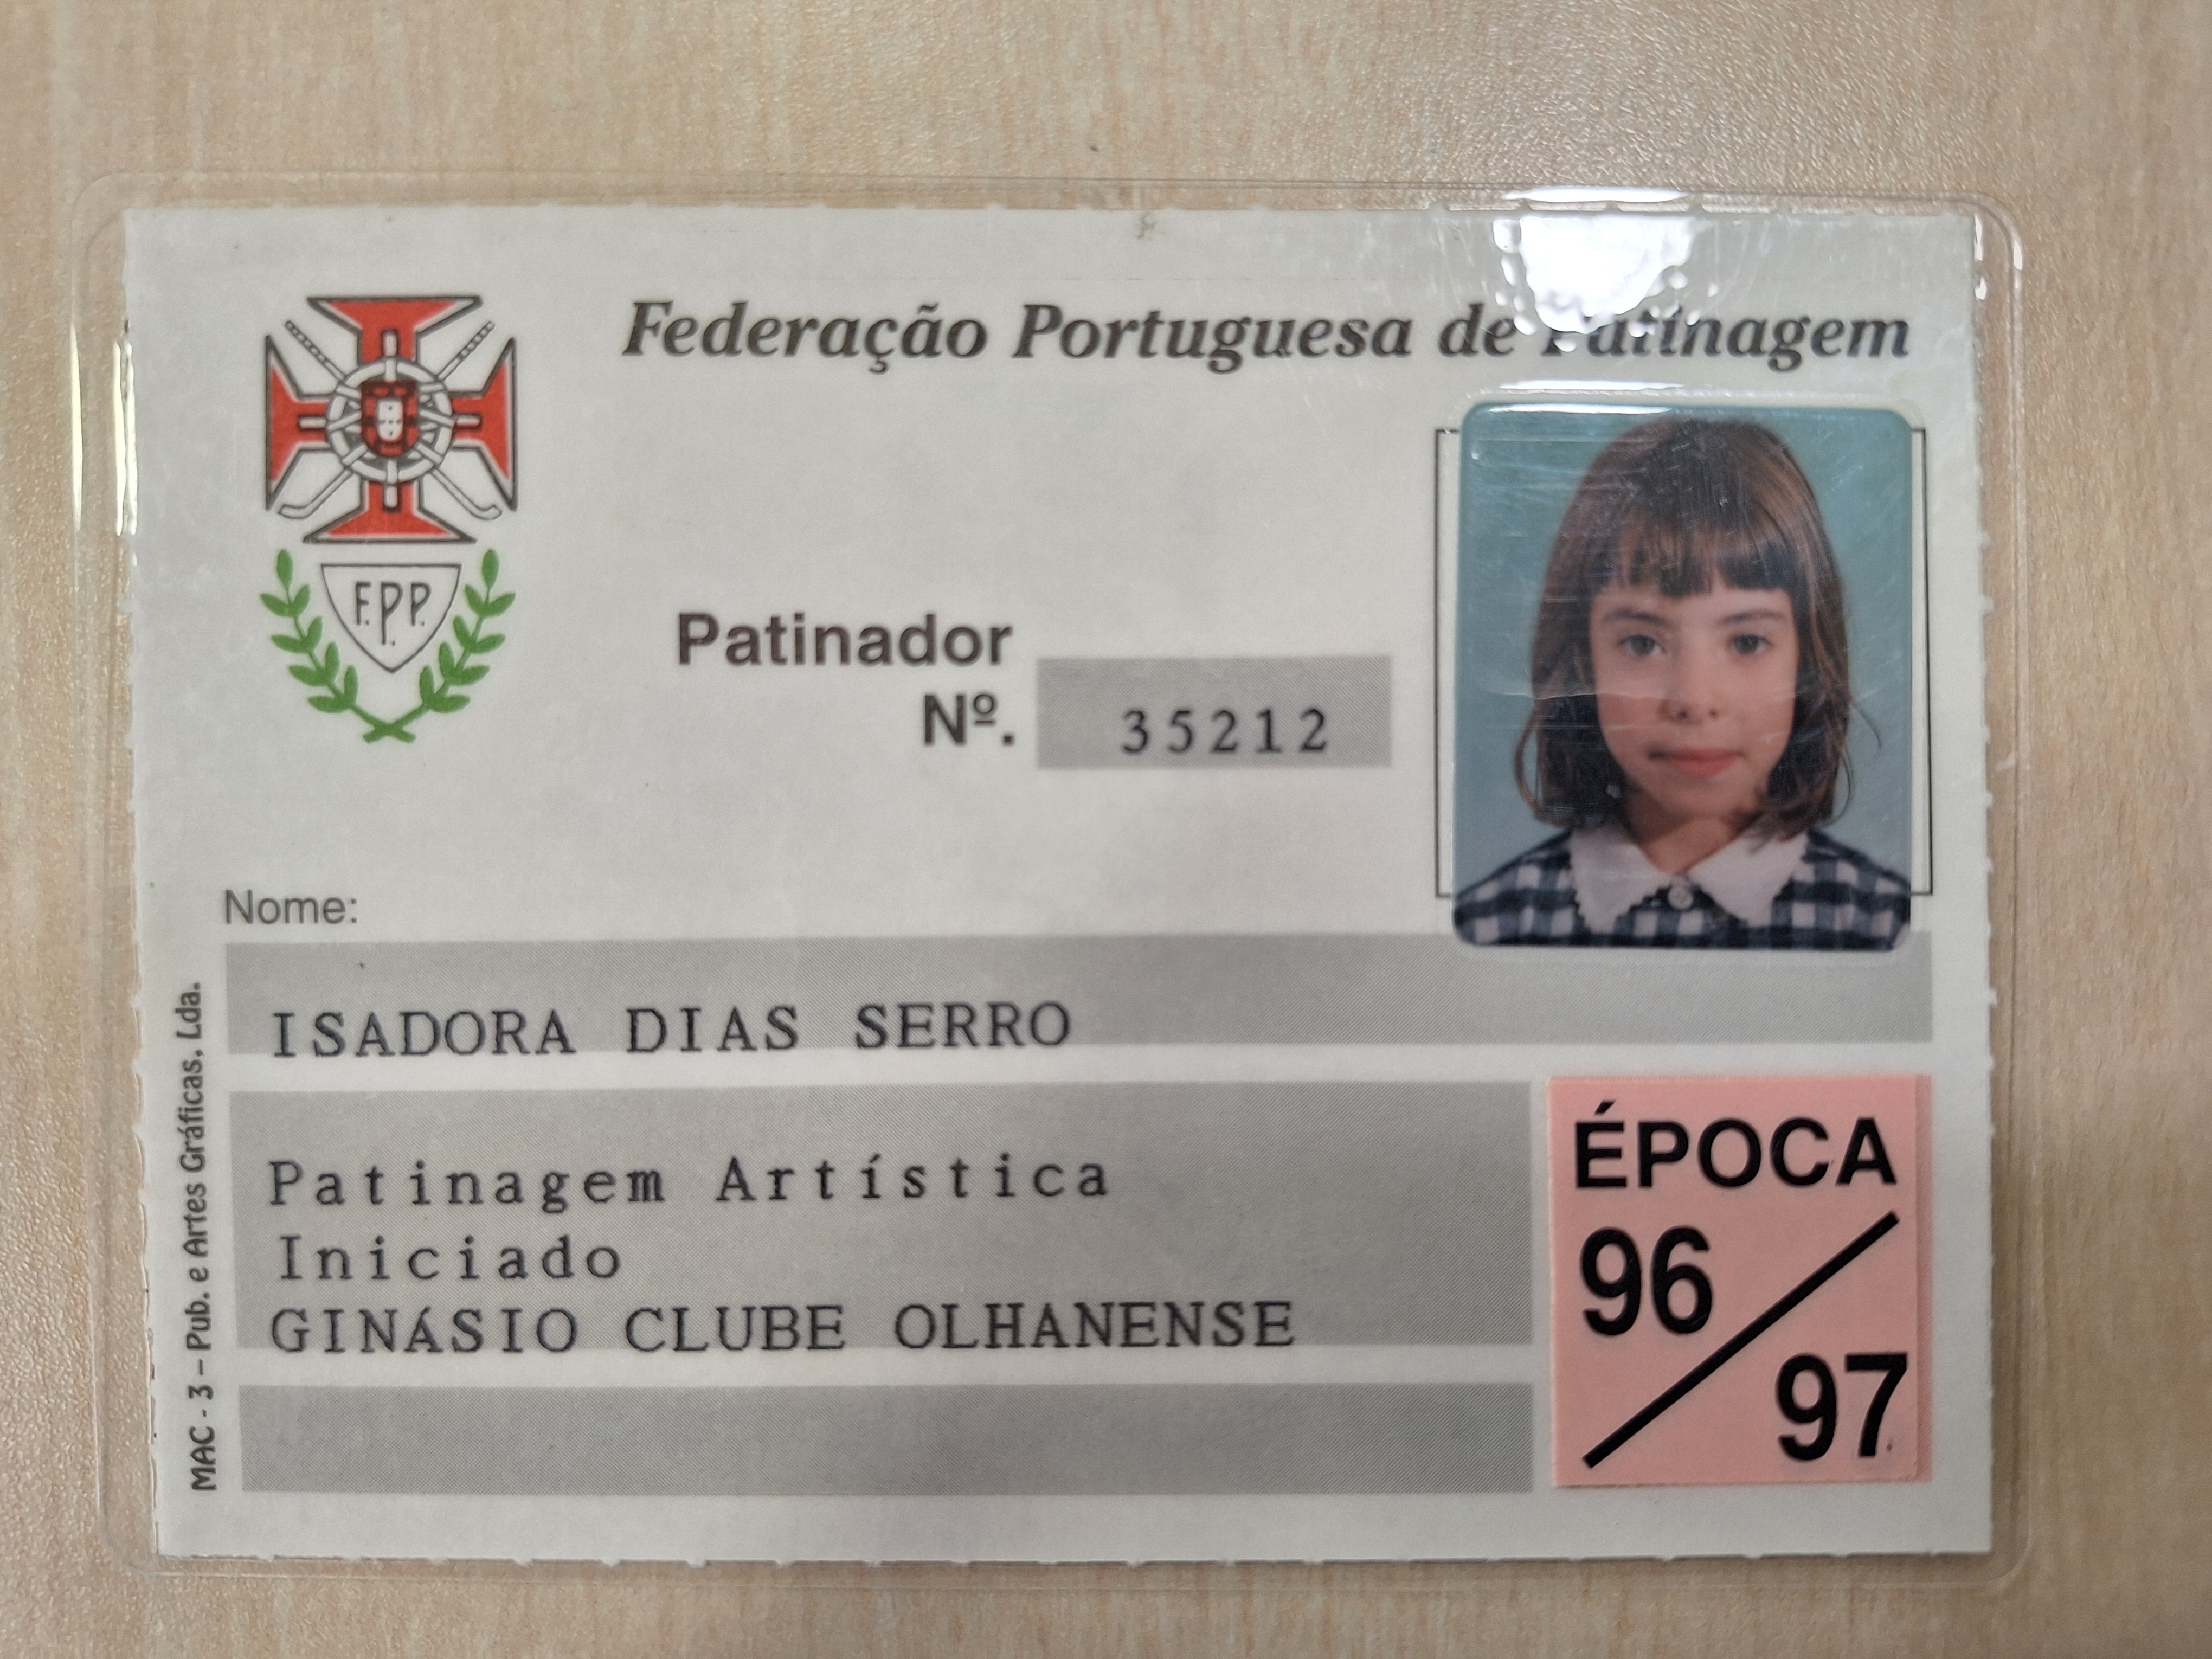 Federação Portuguesa de Patinagem
F.P.P.
Patinador
Nº. 35212
Nome:
ISADORA DIAS SERRO
Patinagem Artística
Iniciado
GINÁSIO CLUBE OLHANENSE
ÉPOCA
96
97
MAC - 3 – Pub. e Artes Gráficas, Lda.